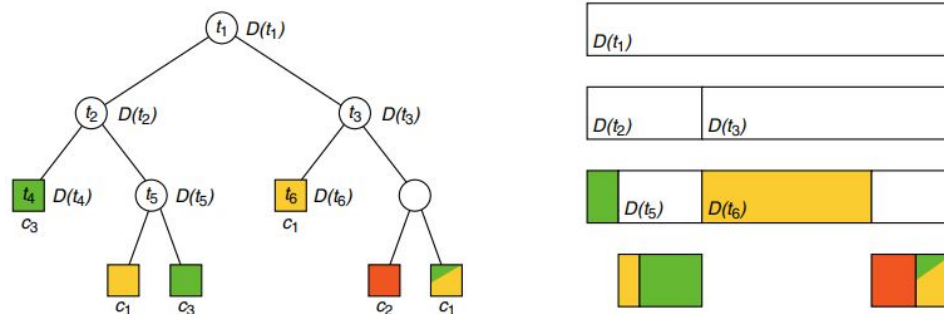 t1 D(t1)
t2 D(t2)
t3 D(t3)
t4 D(t4)
t5 D(t5)
t6 D(t6)
c3
c1
c1
c3
c2
c1
D(t1)
D(t2) D(t3)
D(t5) D(t6)